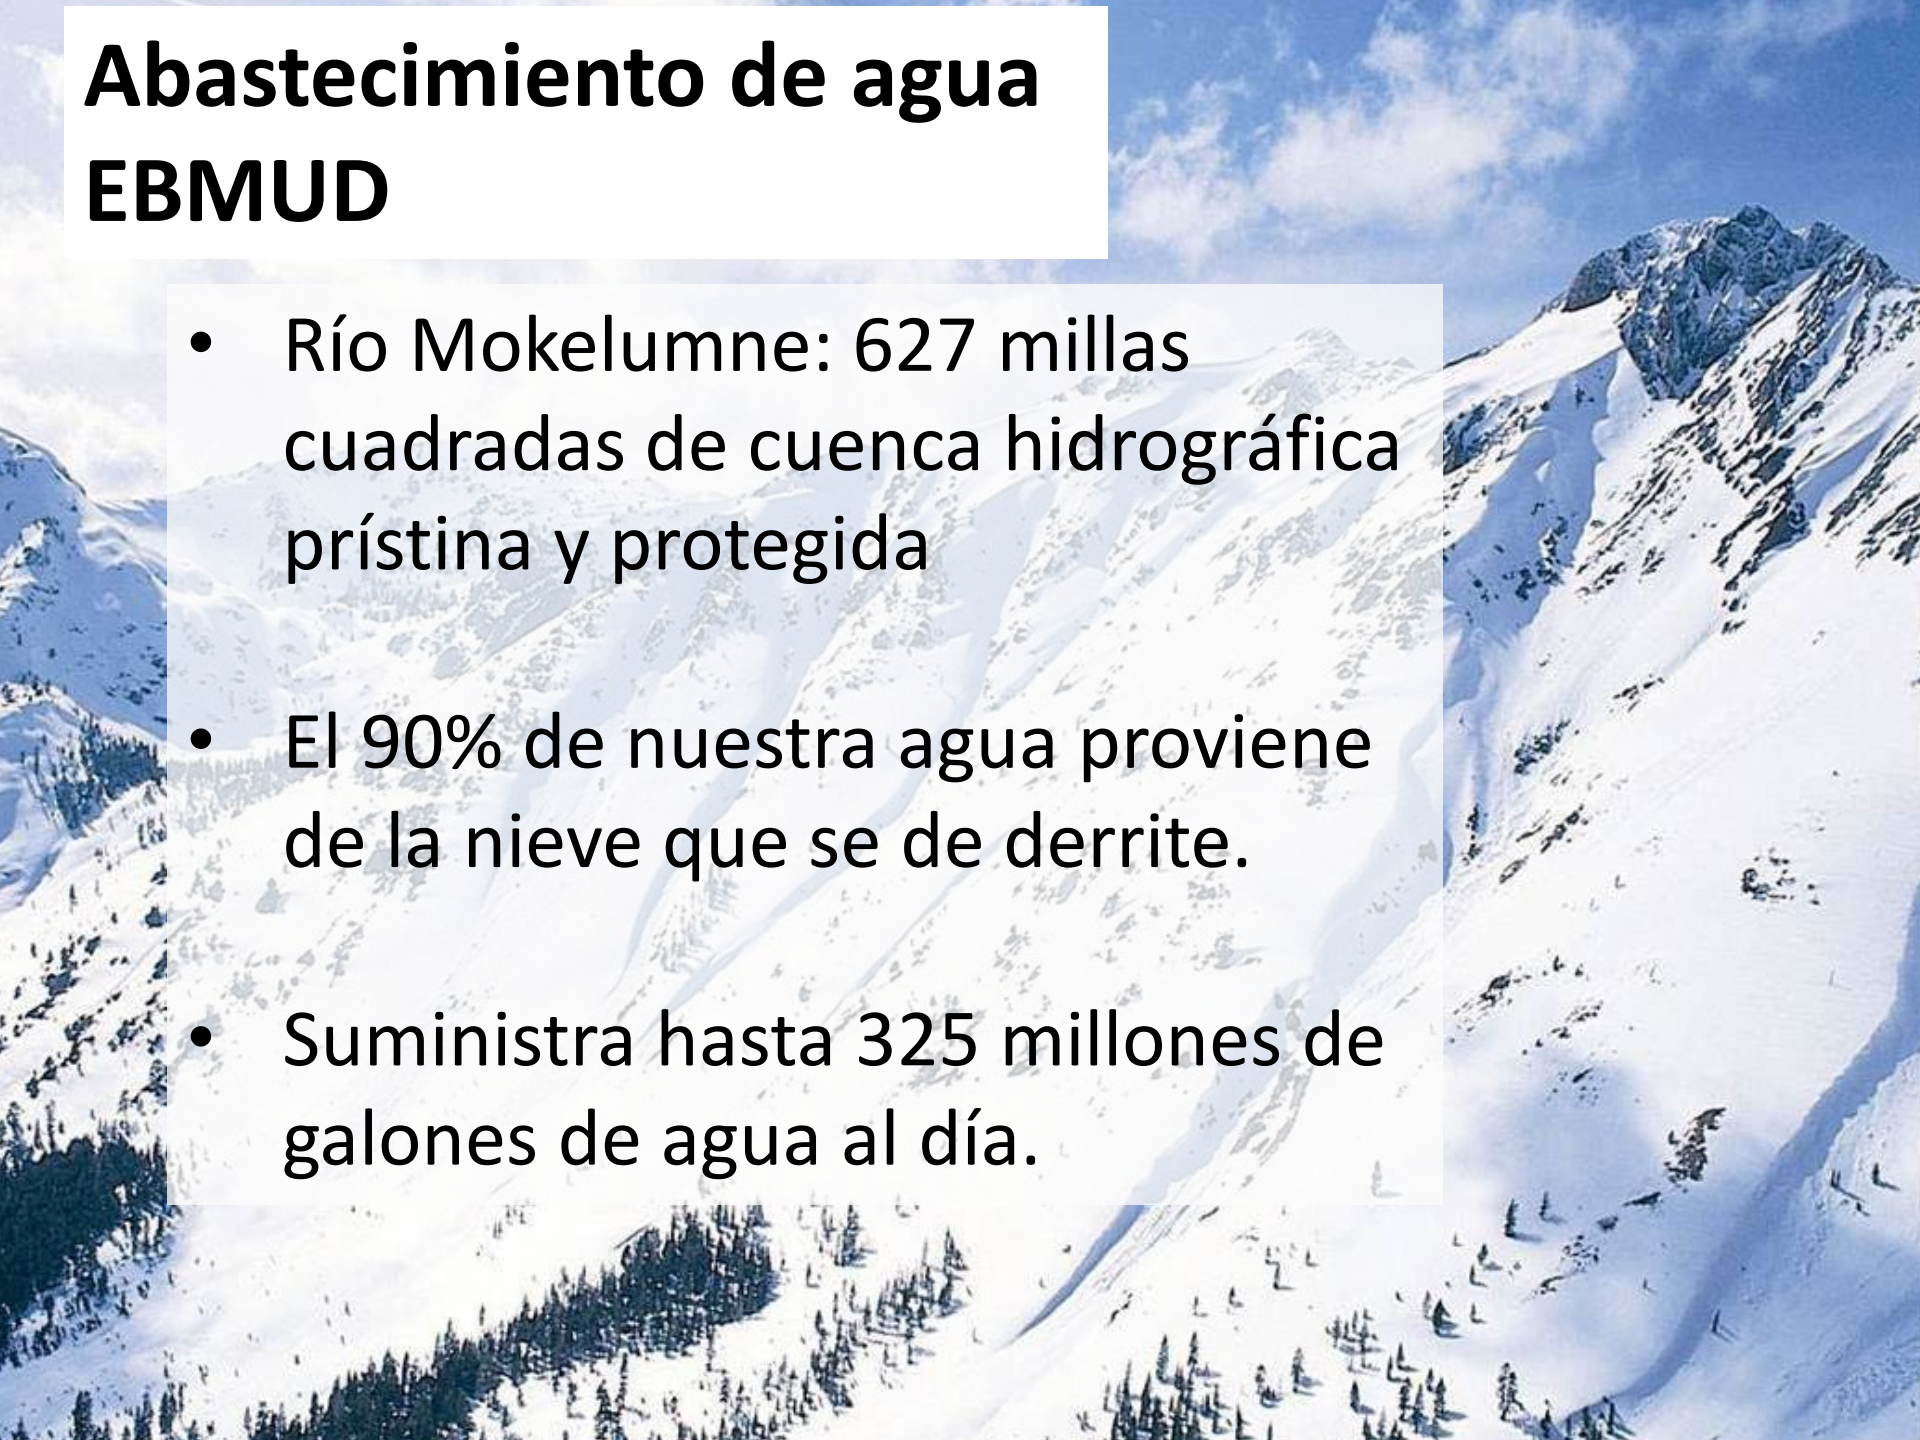 Abastecimiento de agua
EBMUD
• Río Mokelumne: 627 millas
cuadradas de cuenca hidrográfica
prístina y protegida
• El 90% de nuestra agua proviene
de la nieve que se de derrite.
• Suministra hasta 325 millones de
galones de agua al día.